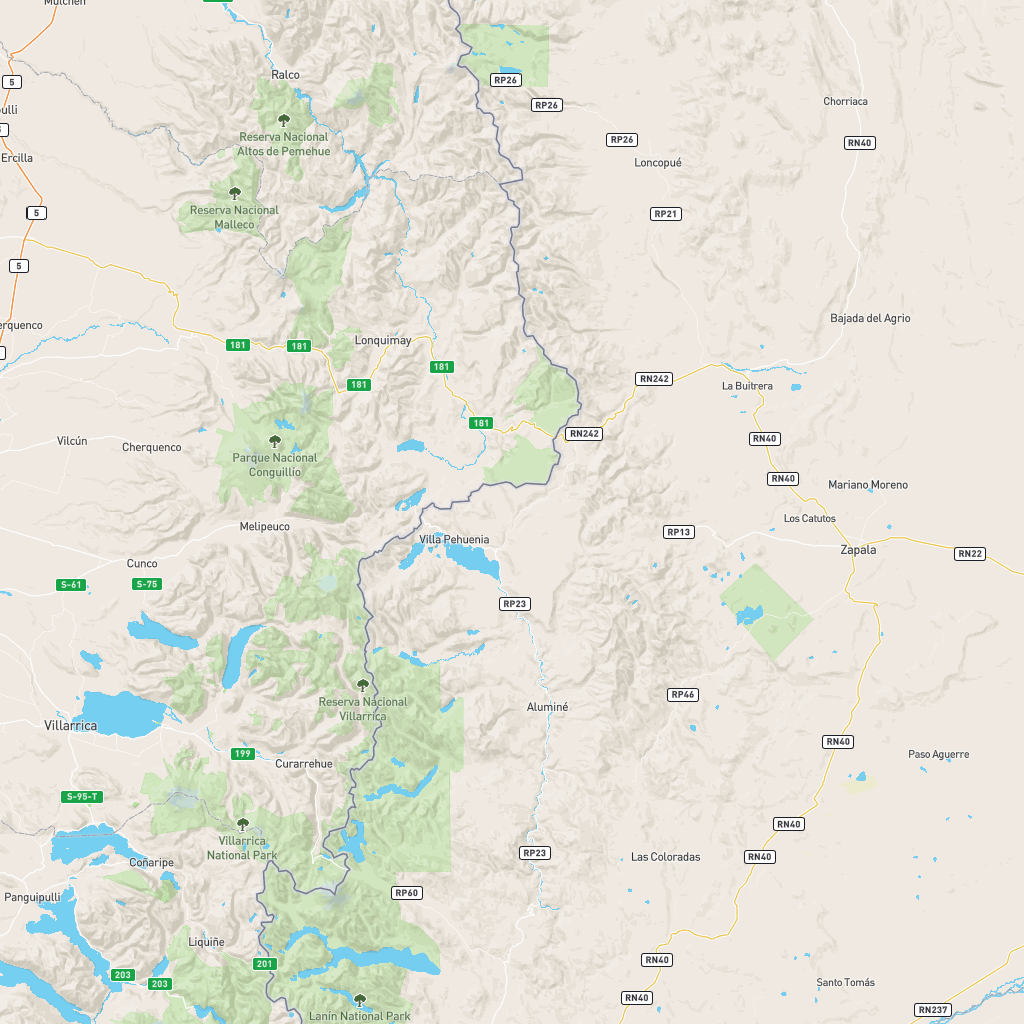 Mulchén
Ralco
5
RP26
RP26
Chorriaca
Reserva Nacional
Altos de Pemehue
RP26
RN40
Ercilla
Loncopué
Reserva Nacional
Malleco
5
RP21
5
Bajada del Agrio
181
181
Lonquimay
181
RN242
181
La Buitrera
181
RN242
Vilcún
Cherquenco
RN40
Parque Nacional
Conguillío
RN40
Mariano Moreno
Melipeuco
Los Catutos
Villa Pehuenia
RP13
Zapala
RN22
Cunco
S-61
S-75
RP23
Reserva Nacional
Villarrica
RP46
Aluminé
Villarrica
RN40
199
Curarrehue
Paso Aguerre
S-95-T
Villarrica
National Park
RN40
Coñaripe
RP23
Las Coloradas
RN40
Panguipulli
RP60
Liquiñe
201
RN40
203
203
Santo Tomás
RN40
Lanín National Park
RN237